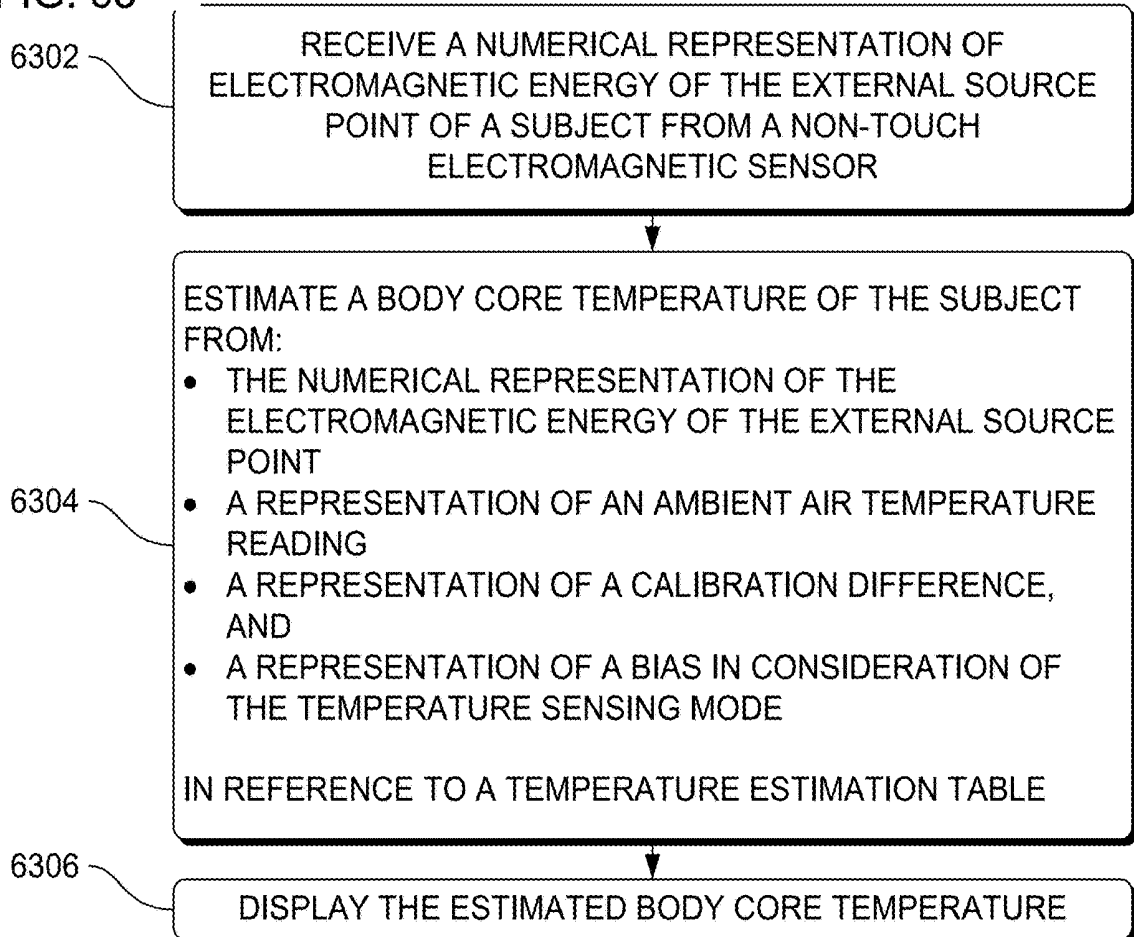 6302
RECEIVE A NUMERICAL REPRESENTATION OF
ELECTROMAGNETIC ENERGY OF THE EXTERNAL SOURCE
POINT OF A SUBJECT FROM A NON-TOUCH
ELECTROMAGNETIC SENSOR
ESTIMATE A BODY CORE TEMPERATURE OF THE SUBJECT
FROM:
• THE NUMERICAL REPRESENTATION OF THE
ELECTROMAGNETIC ENERGY OF THE EXTERNAL SOURCE
POINT
6304
• A REPRESENTATION OF AN AMBIENT AIR TEMPERATURE
READING
• A REPRESENTATION OF A CALIBRATION DIFFERENCE,
AND
• A REPRESENTATION OF A BIAS IN CONSIDERATION OF
THE TEMPERATURE SENSING MODE
IN REFERENCE TO A TEMPERATURE ESTIMATION TABLE
6306
DISPLAY THE ESTIMATED BODY CORE TEMPERATURE